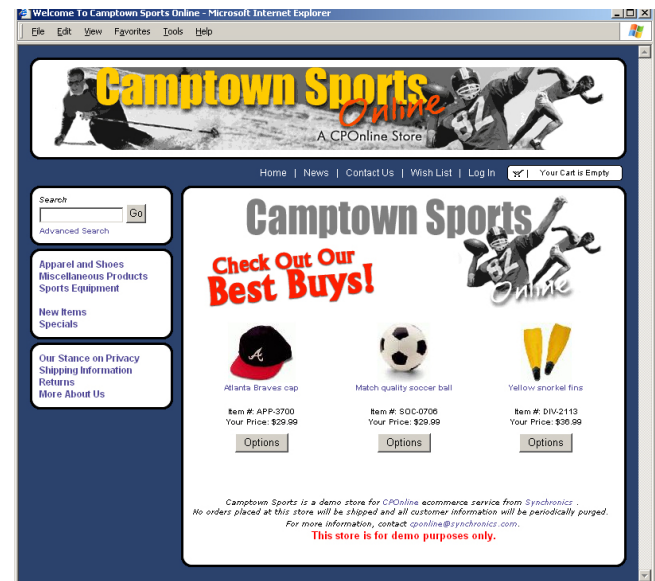 Welcome To Camptown Sports Online - Microsoft Internet Explorer
File Edit View Favorites Tools Help
Camptown Sports
Online
A CPOnline Store
82
Home | News | Contact Us | Wish List | Log In | Your Cart is Empty
Search
Go
Advanced Search
Apparel and Shoes
Miscellaneous Products
Sports Equipment
New Items
Specials
Our Stance on Privacy
Shipping Information
Returns
More About Us
Camptown Sports
Online
82
Check Out Our
Best Buys!
A
Atlanta Braves cap Match quality soccer ball Yellow snorkel fins
Item #: APP-3700 Item #: SOC-0706 Item #: DIV-2113
Your Price: $29.99 Your Price: $29.99 Your Price: $36.99
Options Options Options
Camptown Sports is a demo store for CPOnline ecommerce service from Synchronics .
No orders placed at this store will be shipped and all customer information will be periodically purged.
For more information, contact cponline@synchronics.com.
This store is for demo purposes only.